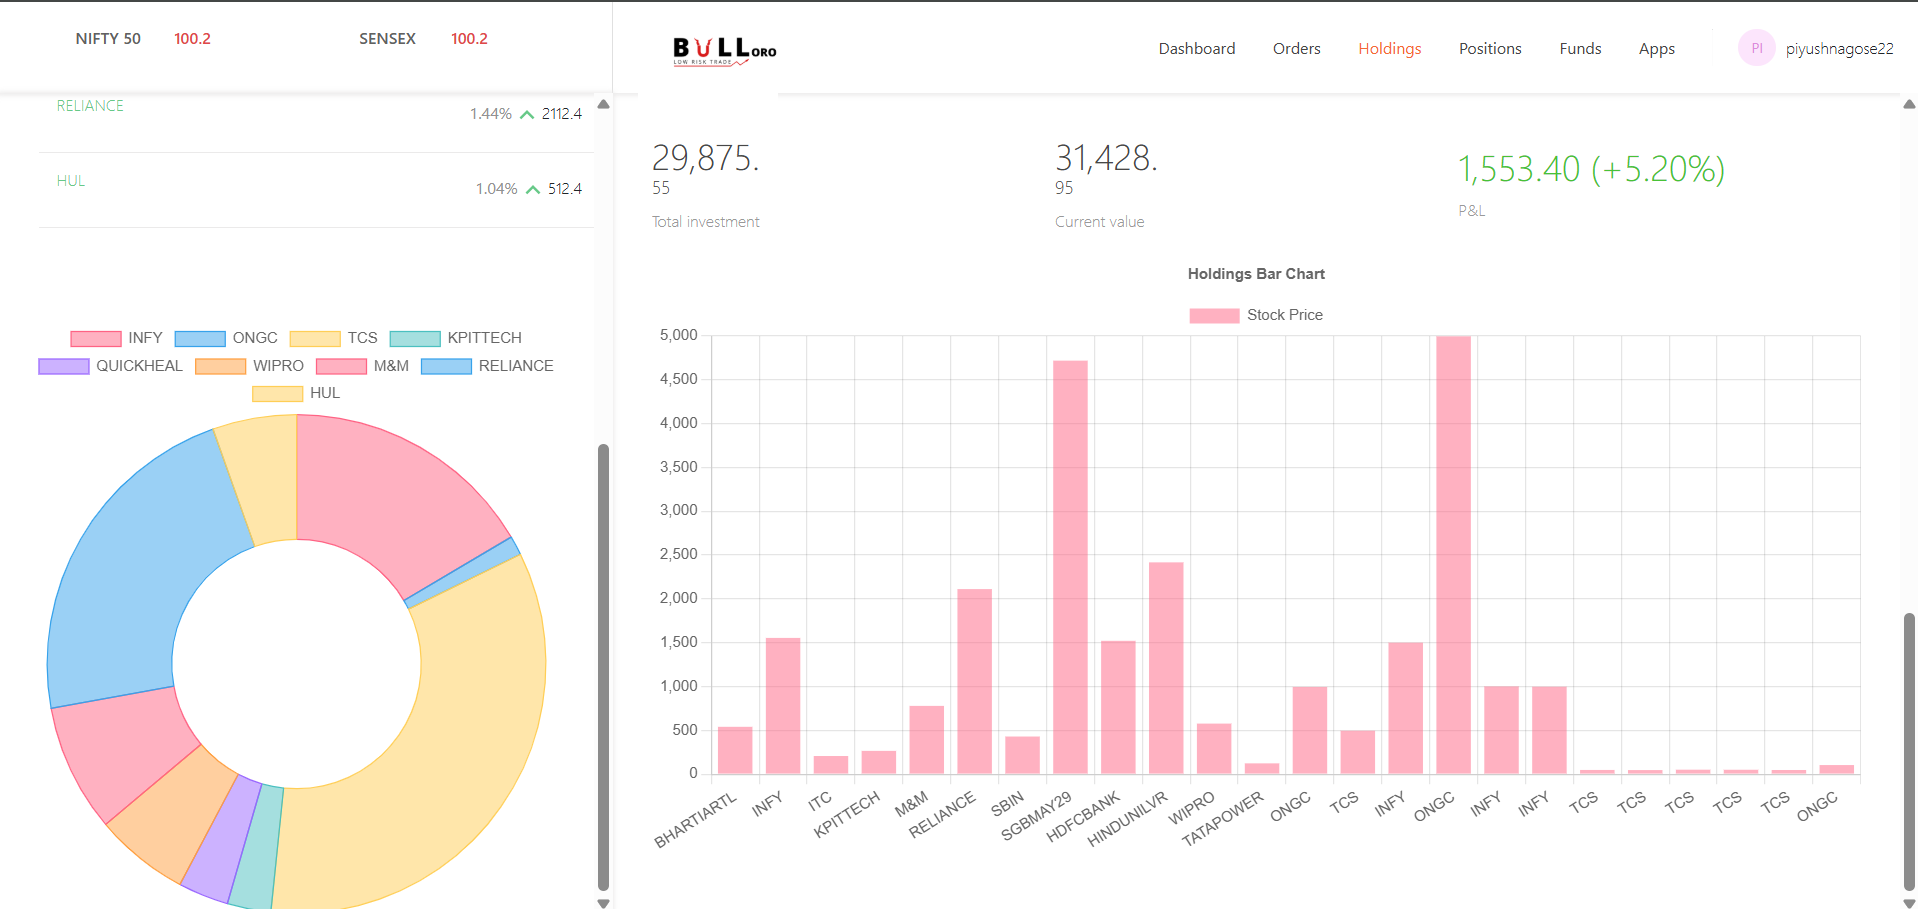 NIFTY 50 100.2 SENSEX 100.2
BULLORO
LOW RISK TRADE
Dashboard Orders Holdings Positions Funds Apps PI piyushnagose22
RELIANCE 1.44% 2112.4
HUL 1.04% 512.4
INFY ONGC TCS KPITTECH
QUICKHEAL WIPRO M&M RELIANCE
HUL
29,875.
55
Total investment
31,428.
95
Current value
1,553.40 (+5.20%)
P&L
Holdings Bar Chart
Stock Price
5,000
4,500
4,000
3,500
3,000
2,500
2,000
1,500
1,000
500
0
BHARTIARTL INFY ITC KPITTECH M&M RELIANCE SBIN SGBMAY29 HDFCBANK HINDUNILVR WIPRO TATAPOWER ONGC TCS INFY ONGC INFY INFY TCS TCS TCS TCS TCS ONGC